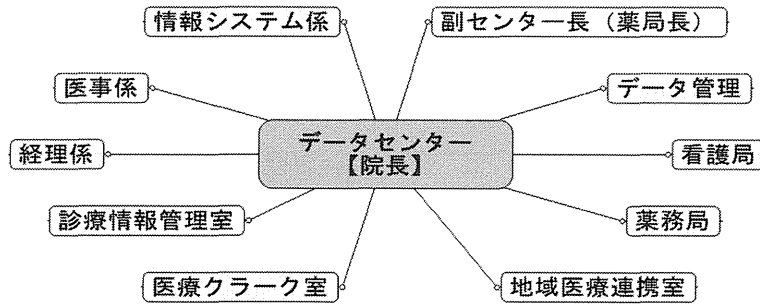 情報システム係
副センター長（薬局長）
医事係
データ管理
データセンター
【院長】
経理係
看護局
診療情報管理室
薬務局
医療クラーク室
地域医療連携室